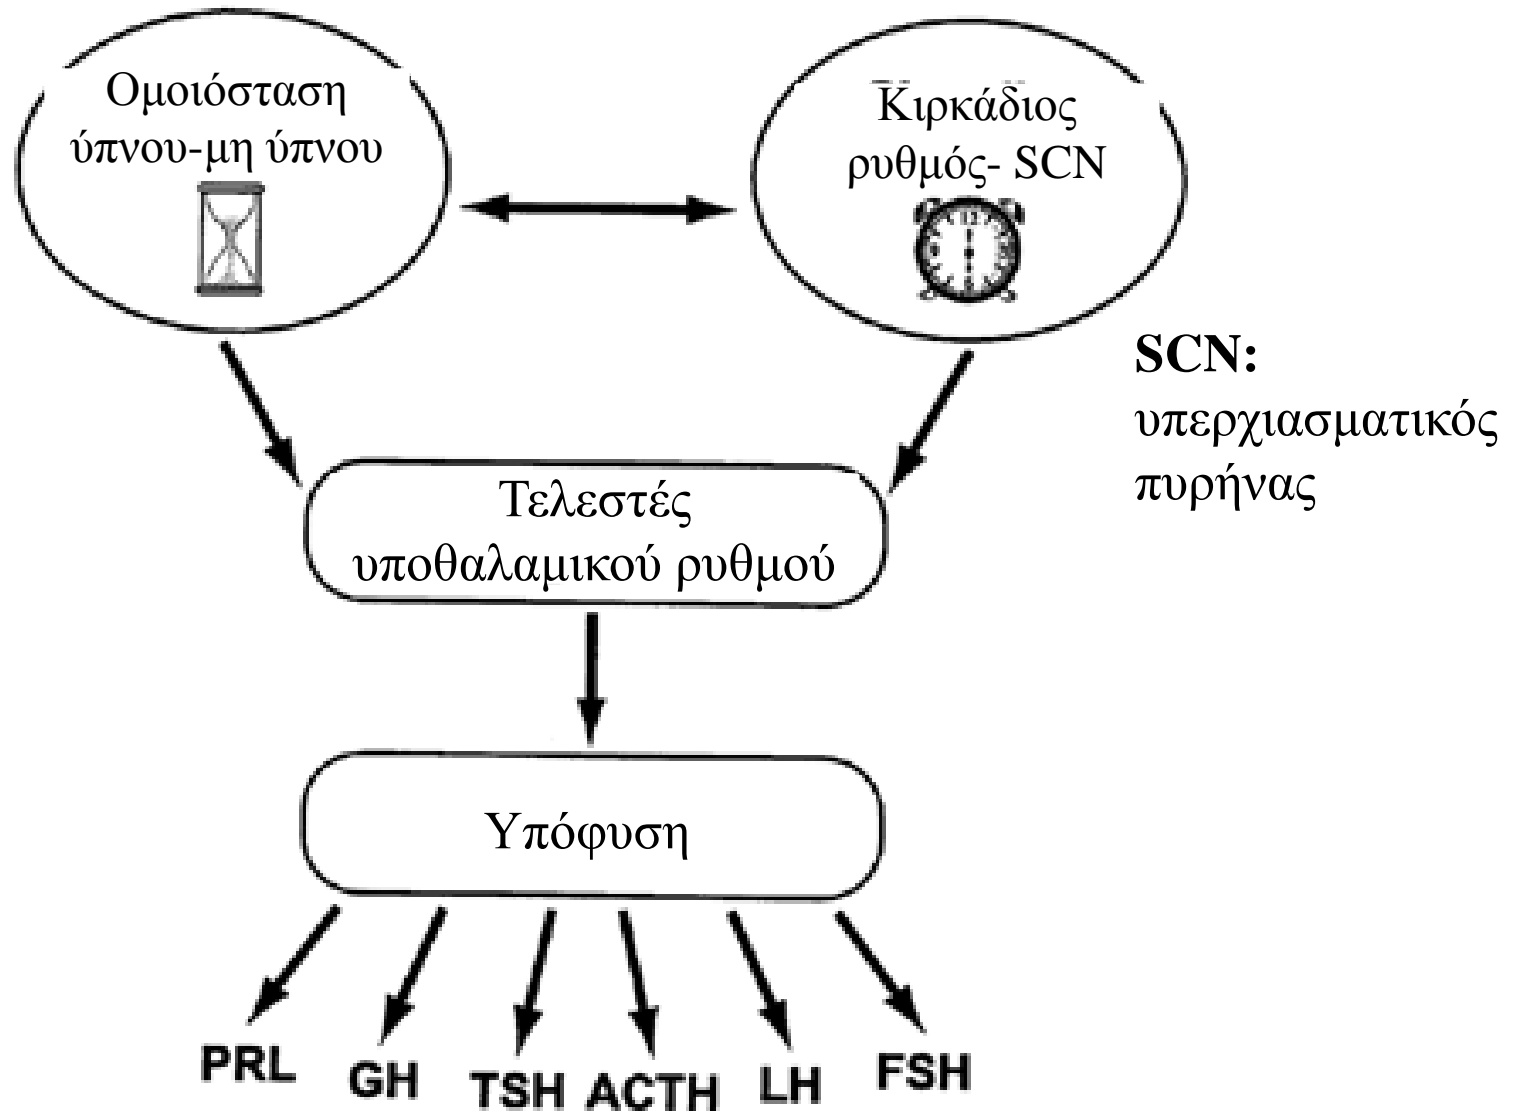 Ομοιόσταση
ύπνου-μη ύπνου
Κιρκάδιος
ρυθμός- SCN
12
SCN:
υπερχιασματικός
πυρήνας
Τελεστές
υποθαλαμικού ρυθμού
Υπόφυση
PRL
GH
TSH
ACTH
LH
FSH